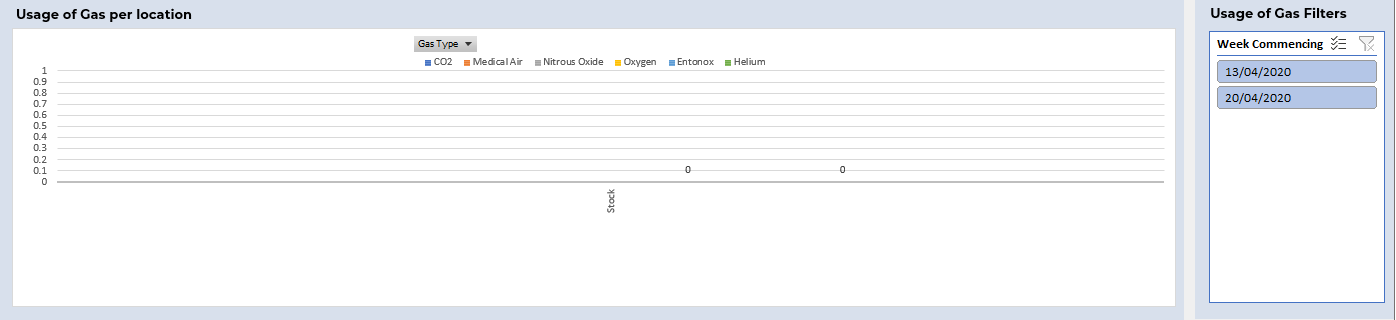 Usage of Gas per location
Gas Type
CO2 Medical Air Nitrous Oxide Oxygen Entonox Helium
1
0.9
0.8
0.7
0.6
0.5
0.4
0.3
0.2
0.1
0
0 0
Stock
Usage of Gas Filters
Week Commencing
13/04/2020
20/04/2020